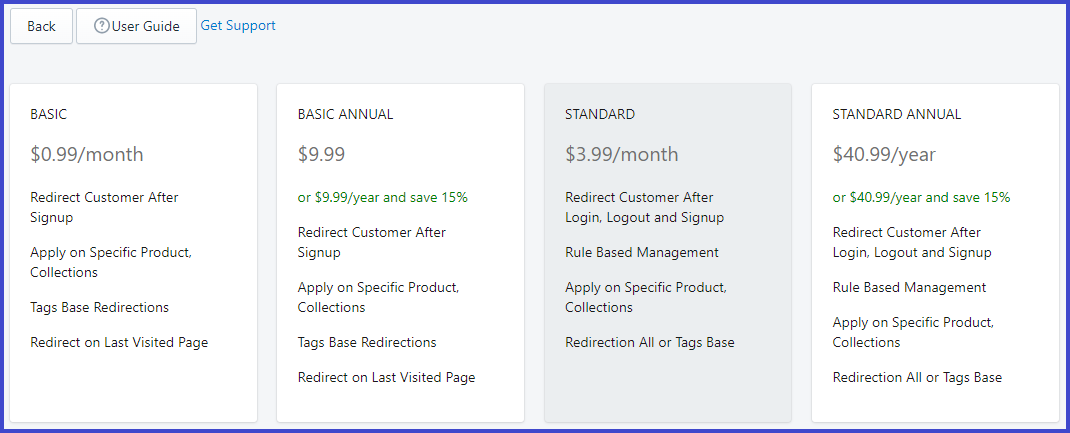 Back
User Guide
Get Support
BASIC
$0.99/month
Redirect Customer After
Signup
Apply on Specific Product,
Collections
Tags Base Redirections
Redirect on Last Visited Page
BASIC ANNUAL
$9.99
or $9.99/year and save 15%
Redirect Customer After
Signup
Apply on Specific Product,
Collections
Tags Base Redirections
Redirect on Last Visited Page
STANDARD
$3.99/month
Redirect Customer After
Login, Logout and Signup
Rule Based Management
Apply on Specific Product,
Collections
Redirection All or Tags Base
STANDARD ANNUAL
$40.99/year
or $40.99/year and save 15%
Redirect Customer After
Login, Logout and Signup
Rule Based Management
Apply on Specific Product,
Collections
Redirection All or Tags Base